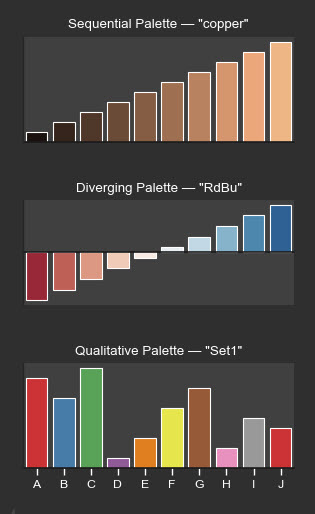 Sequential Palette — "copper"
Diverging Palette — "RdBu"
Qualitative Palette — "Set1"
A B C D E F G H I J